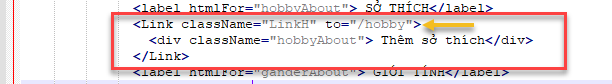 <label htmlFor="hobbyAbout"> SỞ THÍCH</label>
<Link className="LinkH" to="/hobby">
<div className="hobbyAbout"> Thêm sở thích</div>
</Link>
<label htmlFor="ganderAbout"> GIỚI TÍNH</label>